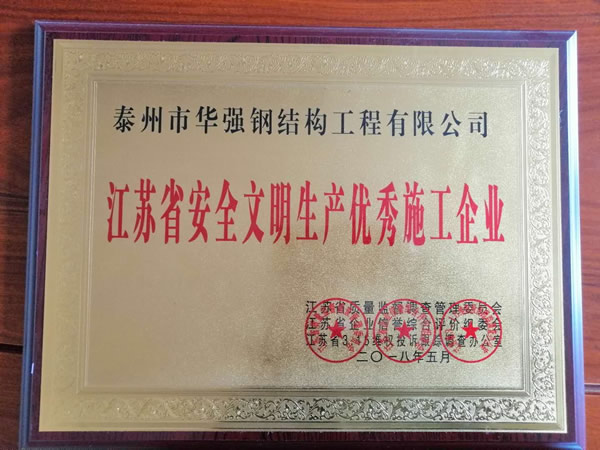 泰州市华强钢结构工程有限公司
江苏省安全文明生产优秀施工企业
江苏省质量监督调查管理委员会
江苏省企业信誉综合评价组委会
江苏省3.15维权投诉跟踪调查办公室
二〇一八年五月